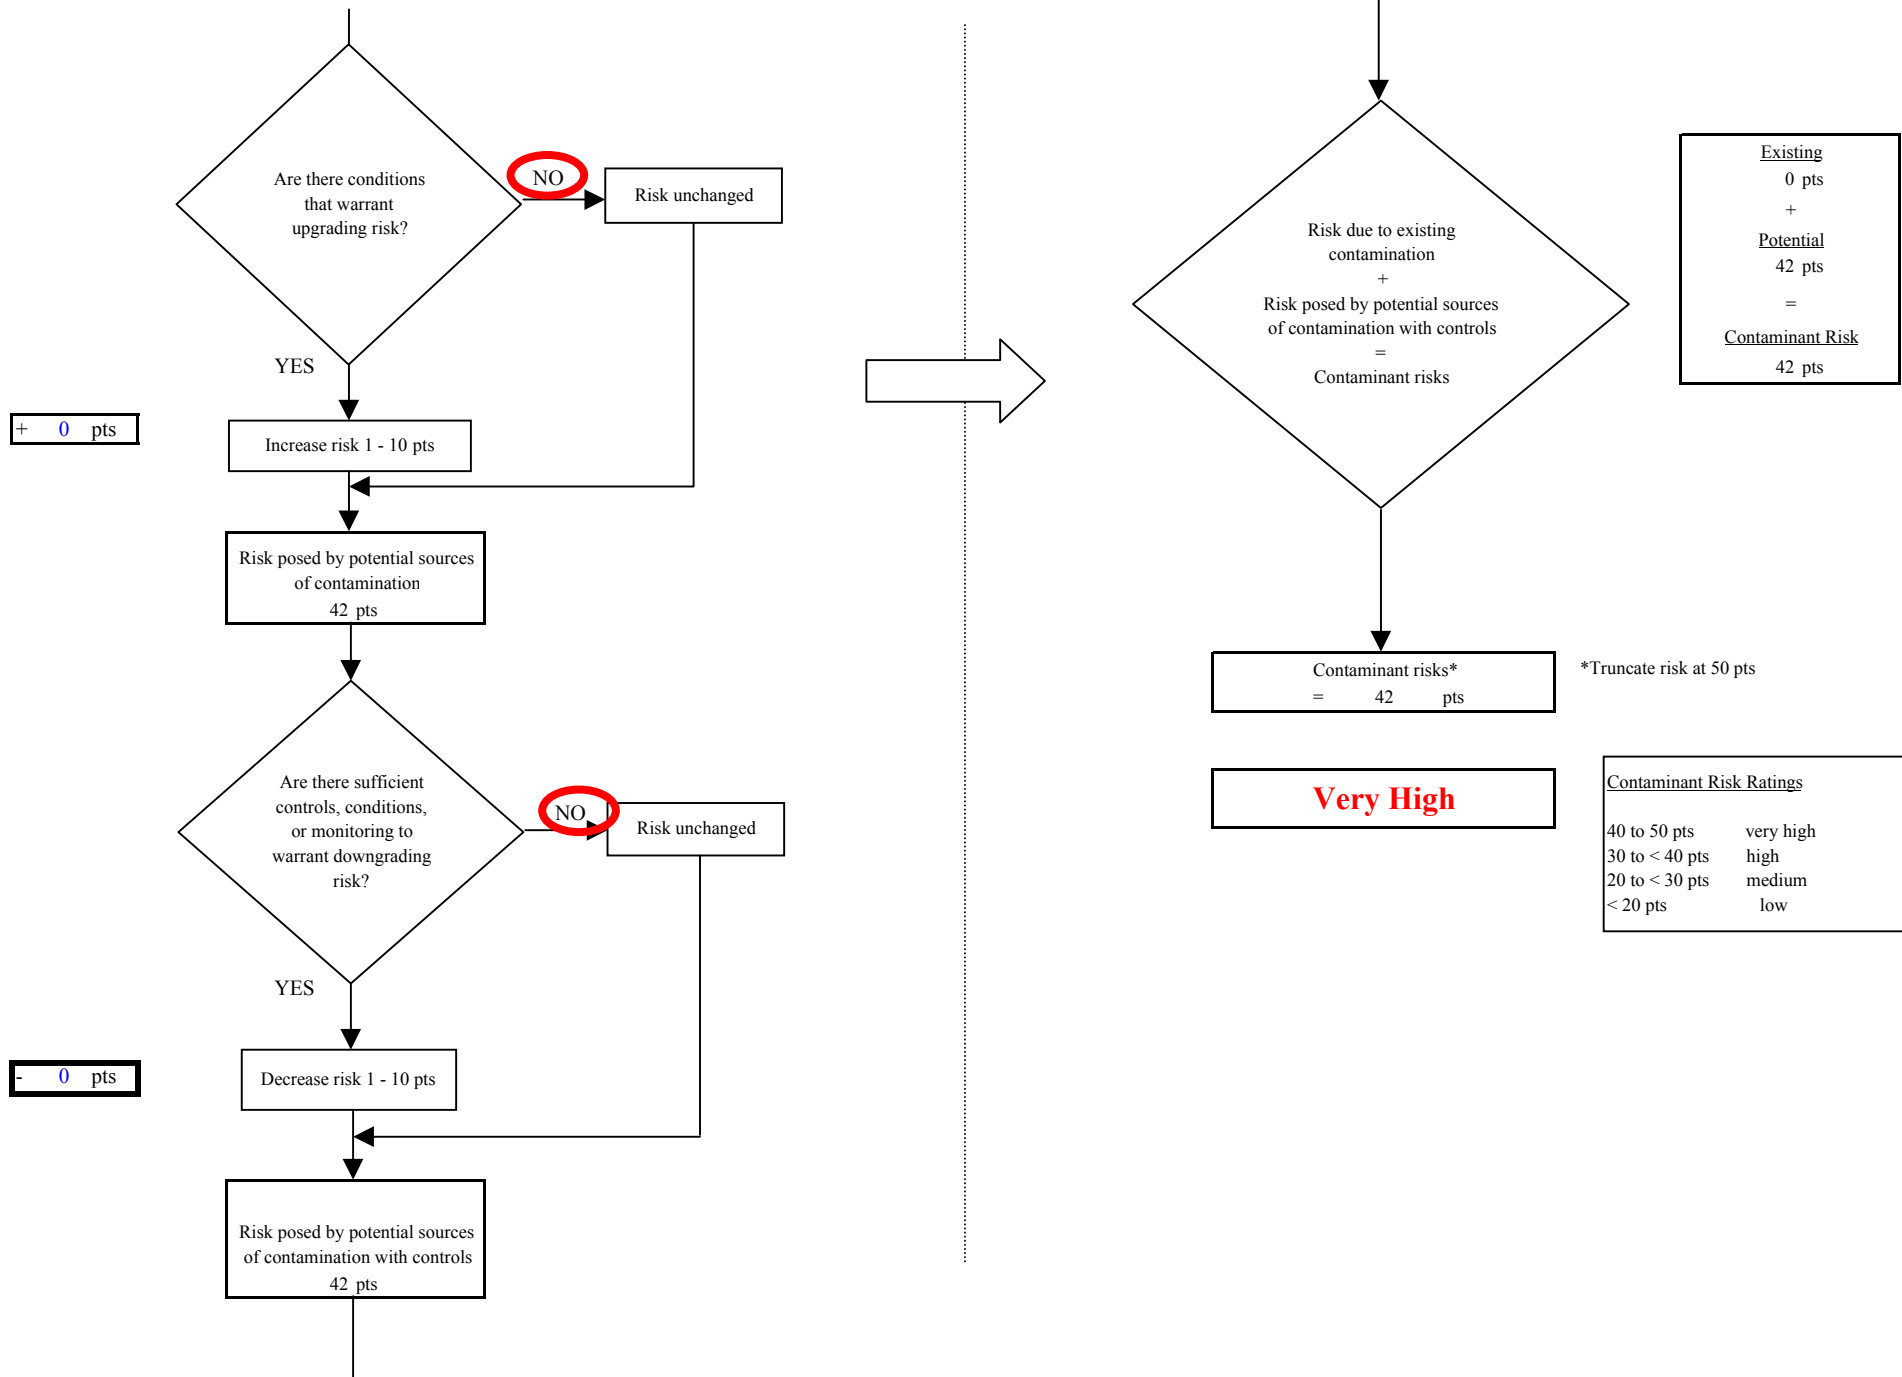 Are there conditions
that warrant
upgrading risk?
NO
Risk unchanged
YES
+ 0 pts
Increase risk 1 - 10 pts
Risk posed by potential sources
of contamination
42 pts
Are there sufficient
controls, conditions,
or monitoring to
warrant downgrading
risk?
NO
Risk unchanged
YES
- 0 pts
Decrease risk 1 - 10 pts
Risk posed by potential sources
of contamination with controls
42 pts
Risk due to existing
contamination
+
Risk posed by potential sources
of contamination with controls
=
Contaminant risks
Existing
0 pts
+
Potential
42 pts
=
Contaminant Risk
42 pts
Contaminant risks*
= 42 pts
*Truncate risk at 50 pts
Very High
Contaminant Risk Ratings
40 to 50 pts very high
30 to < 40 pts high
20 to < 30 pts medium
< 20 pts low